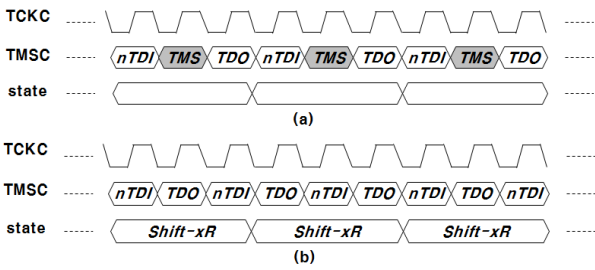 TCKC
TMSC nTDI TMS TDO nTDI TMS TDO nTDI TMS TDO
state
(a)
TCKC
TMSC nTDI TDO nTDI TDO nTDI TDO nTDI TDO nTDI
state Shift-xR Shift-xR Shift-xR
(b)